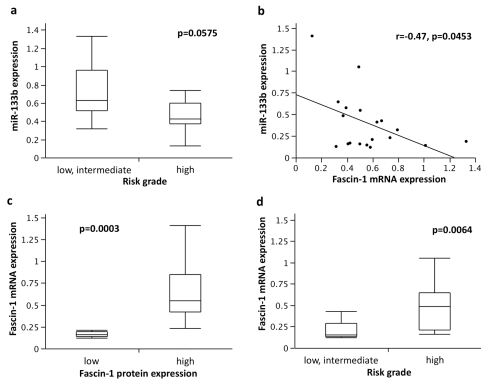 a
p=0.0575
miR-133b expression
1.4
1.2
1
0.8
0.6
0.4
0.2
0
low, intermediate
high
Risk grade
b
r=-0.47, p=0.0453
miR-133b expression
1.5
1.25
1
0.75
0.5
0.25
0
0
0.2
0.4
0.6
0.8
1
1.2
1.4
Fascin-1 mRNA expression
c
p=0.0003
Fascin-1 mRNA expression
1.5
1.25
1
0.75
0.5
0.25
0
low
high
Fascin-1 protein expression
d
p=0.0064
Fascin-1 mRNA expression
1.5
1.25
1
0.75
0.5
0.25
0
low, intermediate
high
Risk grade